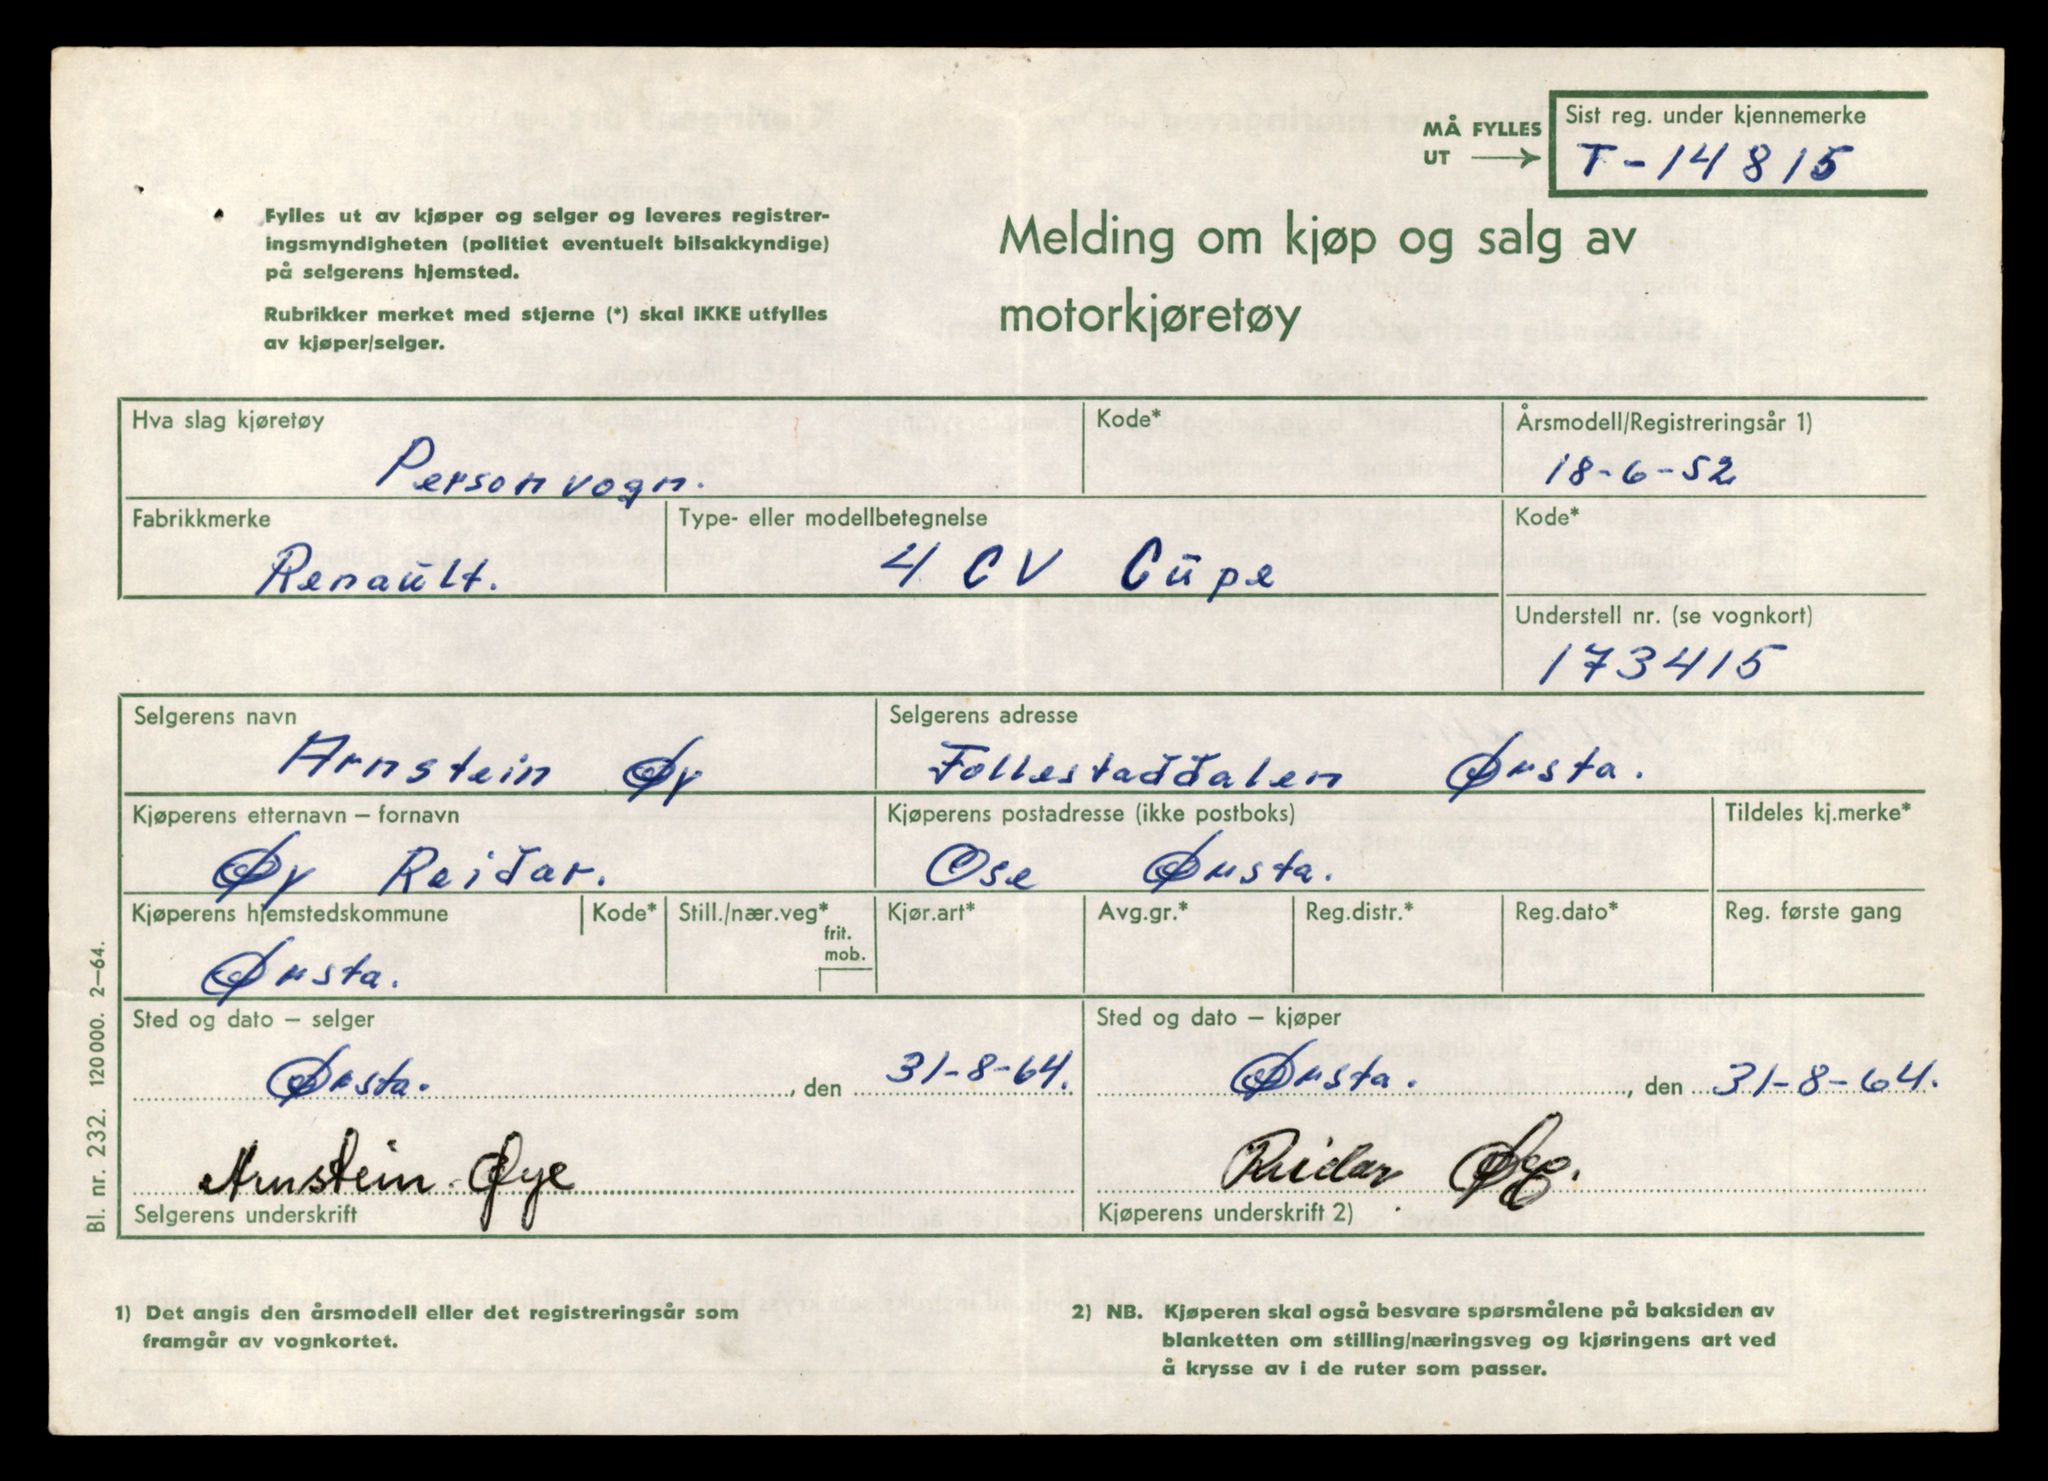 MÅ FYLLES
UT
Sist reg. under kjennemerke
T-14815
Fylles ut av kjøper og selger og leveres registrer-
ingsmyndigheten (politiet eventuelt bilsakkyndige)
på selgerens hjemsted.
Rubrikker merket med stjerne (*) skal IKKE utfylles
av kjøper/selger.
Melding om kjøp og salg av
motorkjøretøy
Hva slag kjøretøy
Personvogn.
Kode*
Årsmodell/Registreringsår 1)
18-6-52
Fabrikkmerke
Renault.
Type- eller modellbetegnelse
4 CV Cupe
Kode*
Understell nr. (se vognkort)
173415
Selgerens navn
Arnstein Øy
Selgerens adresse
Follestaddalen Ørsta.
Kjøperens etternavn – fornavn
Øy Reidar.
Kjøperens postadresse (ikke postboks)
Ose Ørsta.
Tildeles kj.merke*
Kjøperens hjemstedskommune
Ørsta.
Kode*
Still./nær.veg*
frit.
mob.
Kjør.art*
Avg.gr.*
Reg.distr.*
Reg.dato*
Reg. første gang
Sted og dato – selger
Ørsta. , den 31-8-64.
Arnstein Øye
Selgerens underskrift
Sted og dato – kjøper
Ørsta. , den 31-8-64.
Reidar Øy.
Kjøperens underskrift 2)
Bl. nr. 232. 120 000. 2–64.
1) Det angis den årsmodell eller det registreringsår som
framgår av vognkortet.
2) NB. Kjøperen skal også besvare spørsmålene på baksiden av
blanketten om stilling/næringsveg og kjøringens art ved
å krysse av i de ruter som passer.